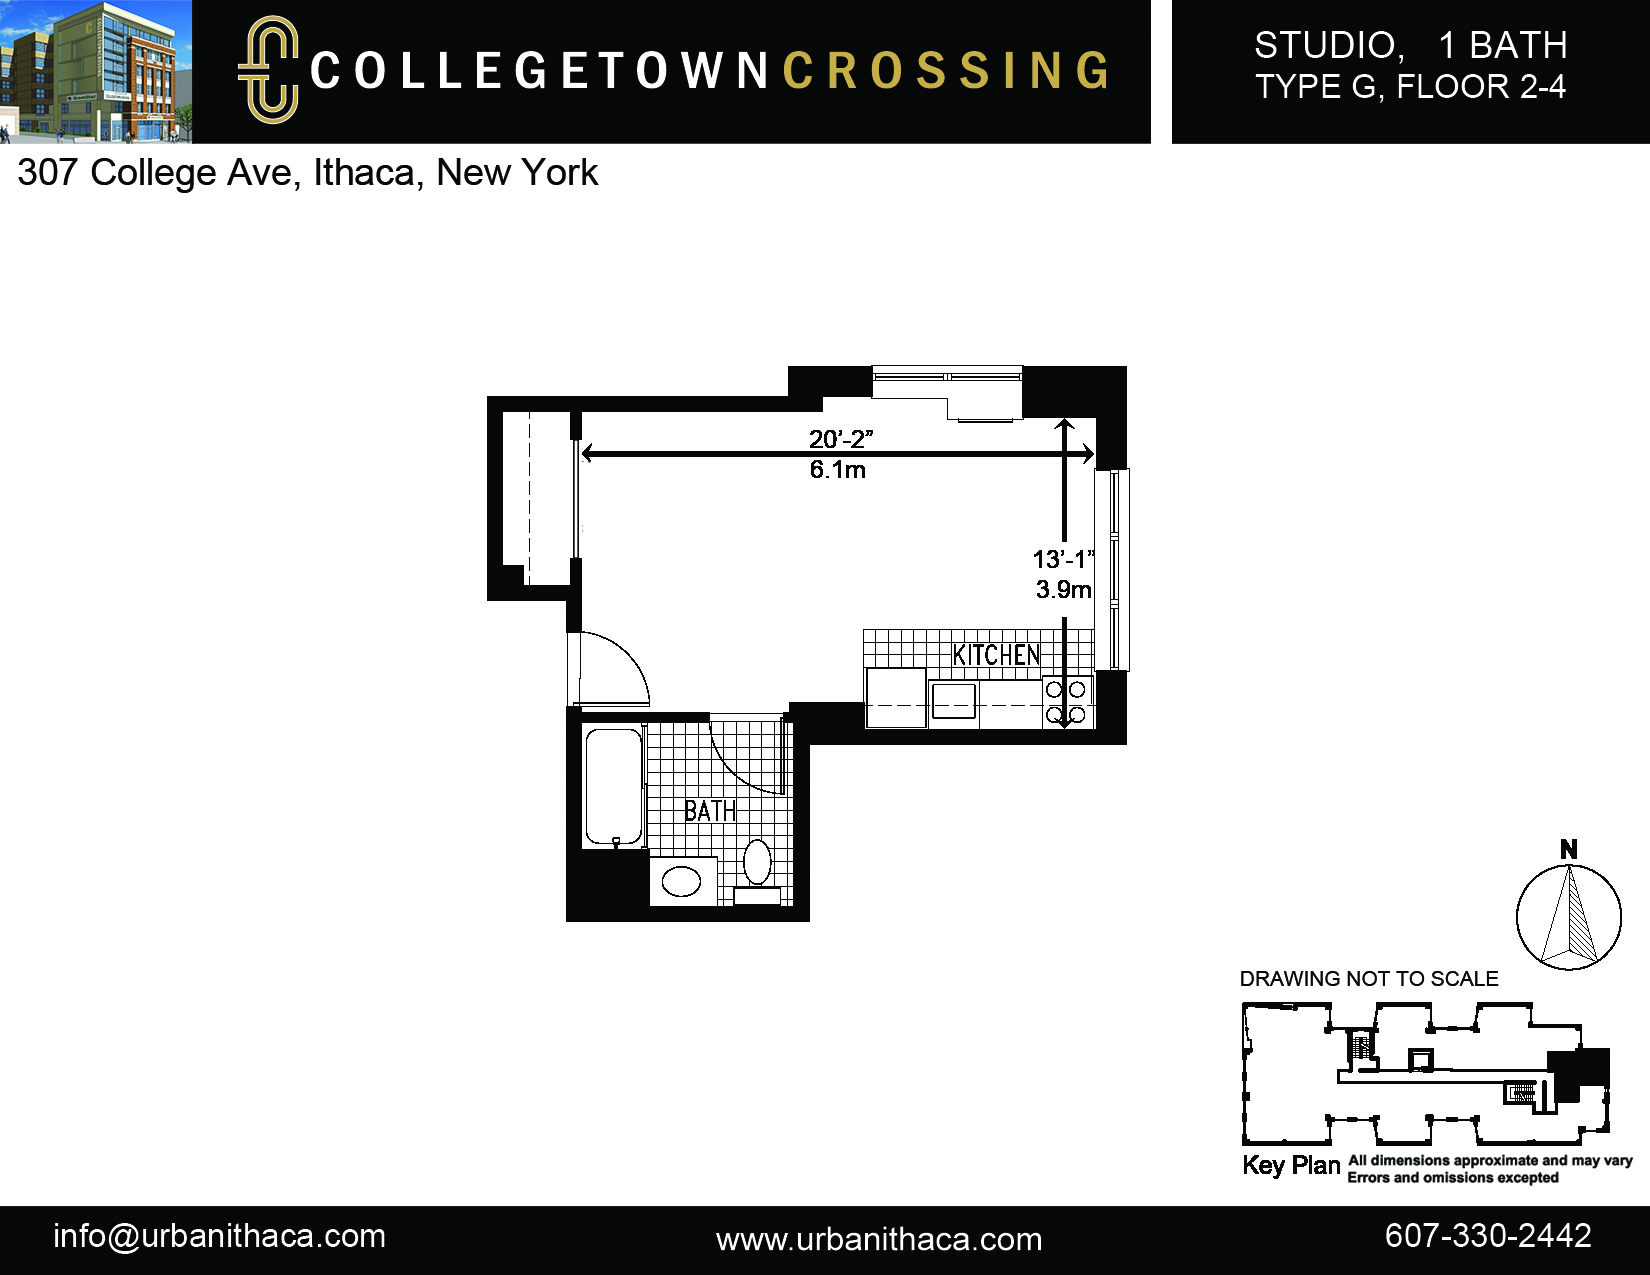 COLLEGETOWNCROSSING
STUDIO, 1 BATH
TYPE G, FLOOR 2-4
307 College Ave, Ithaca, New York
20'-2”
6.1m
13'-1”
3.9m
KITCHEN
BATH
N
DRAWING NOT TO SCALE
Key Plan
All dimensions approximate and may vary
Errors and omissions excepted
info@urbanithaca.com
www.urbanithaca.com
607-330-2442